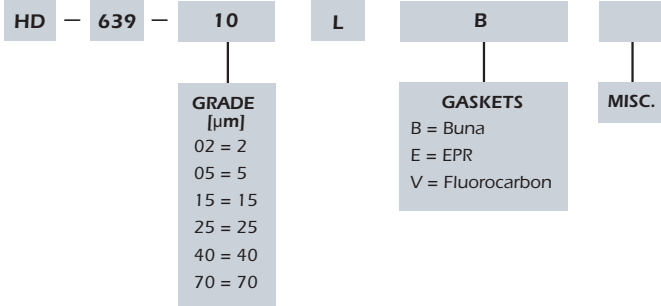 HD – 639 – 10 L B
GRADE
[µm]
02 = 2
05 = 5
15 = 15
25 = 25
40 = 40
70 = 70
GASKETS
B = Buna
E = EPR
V = Fluorocarbon
MISC.